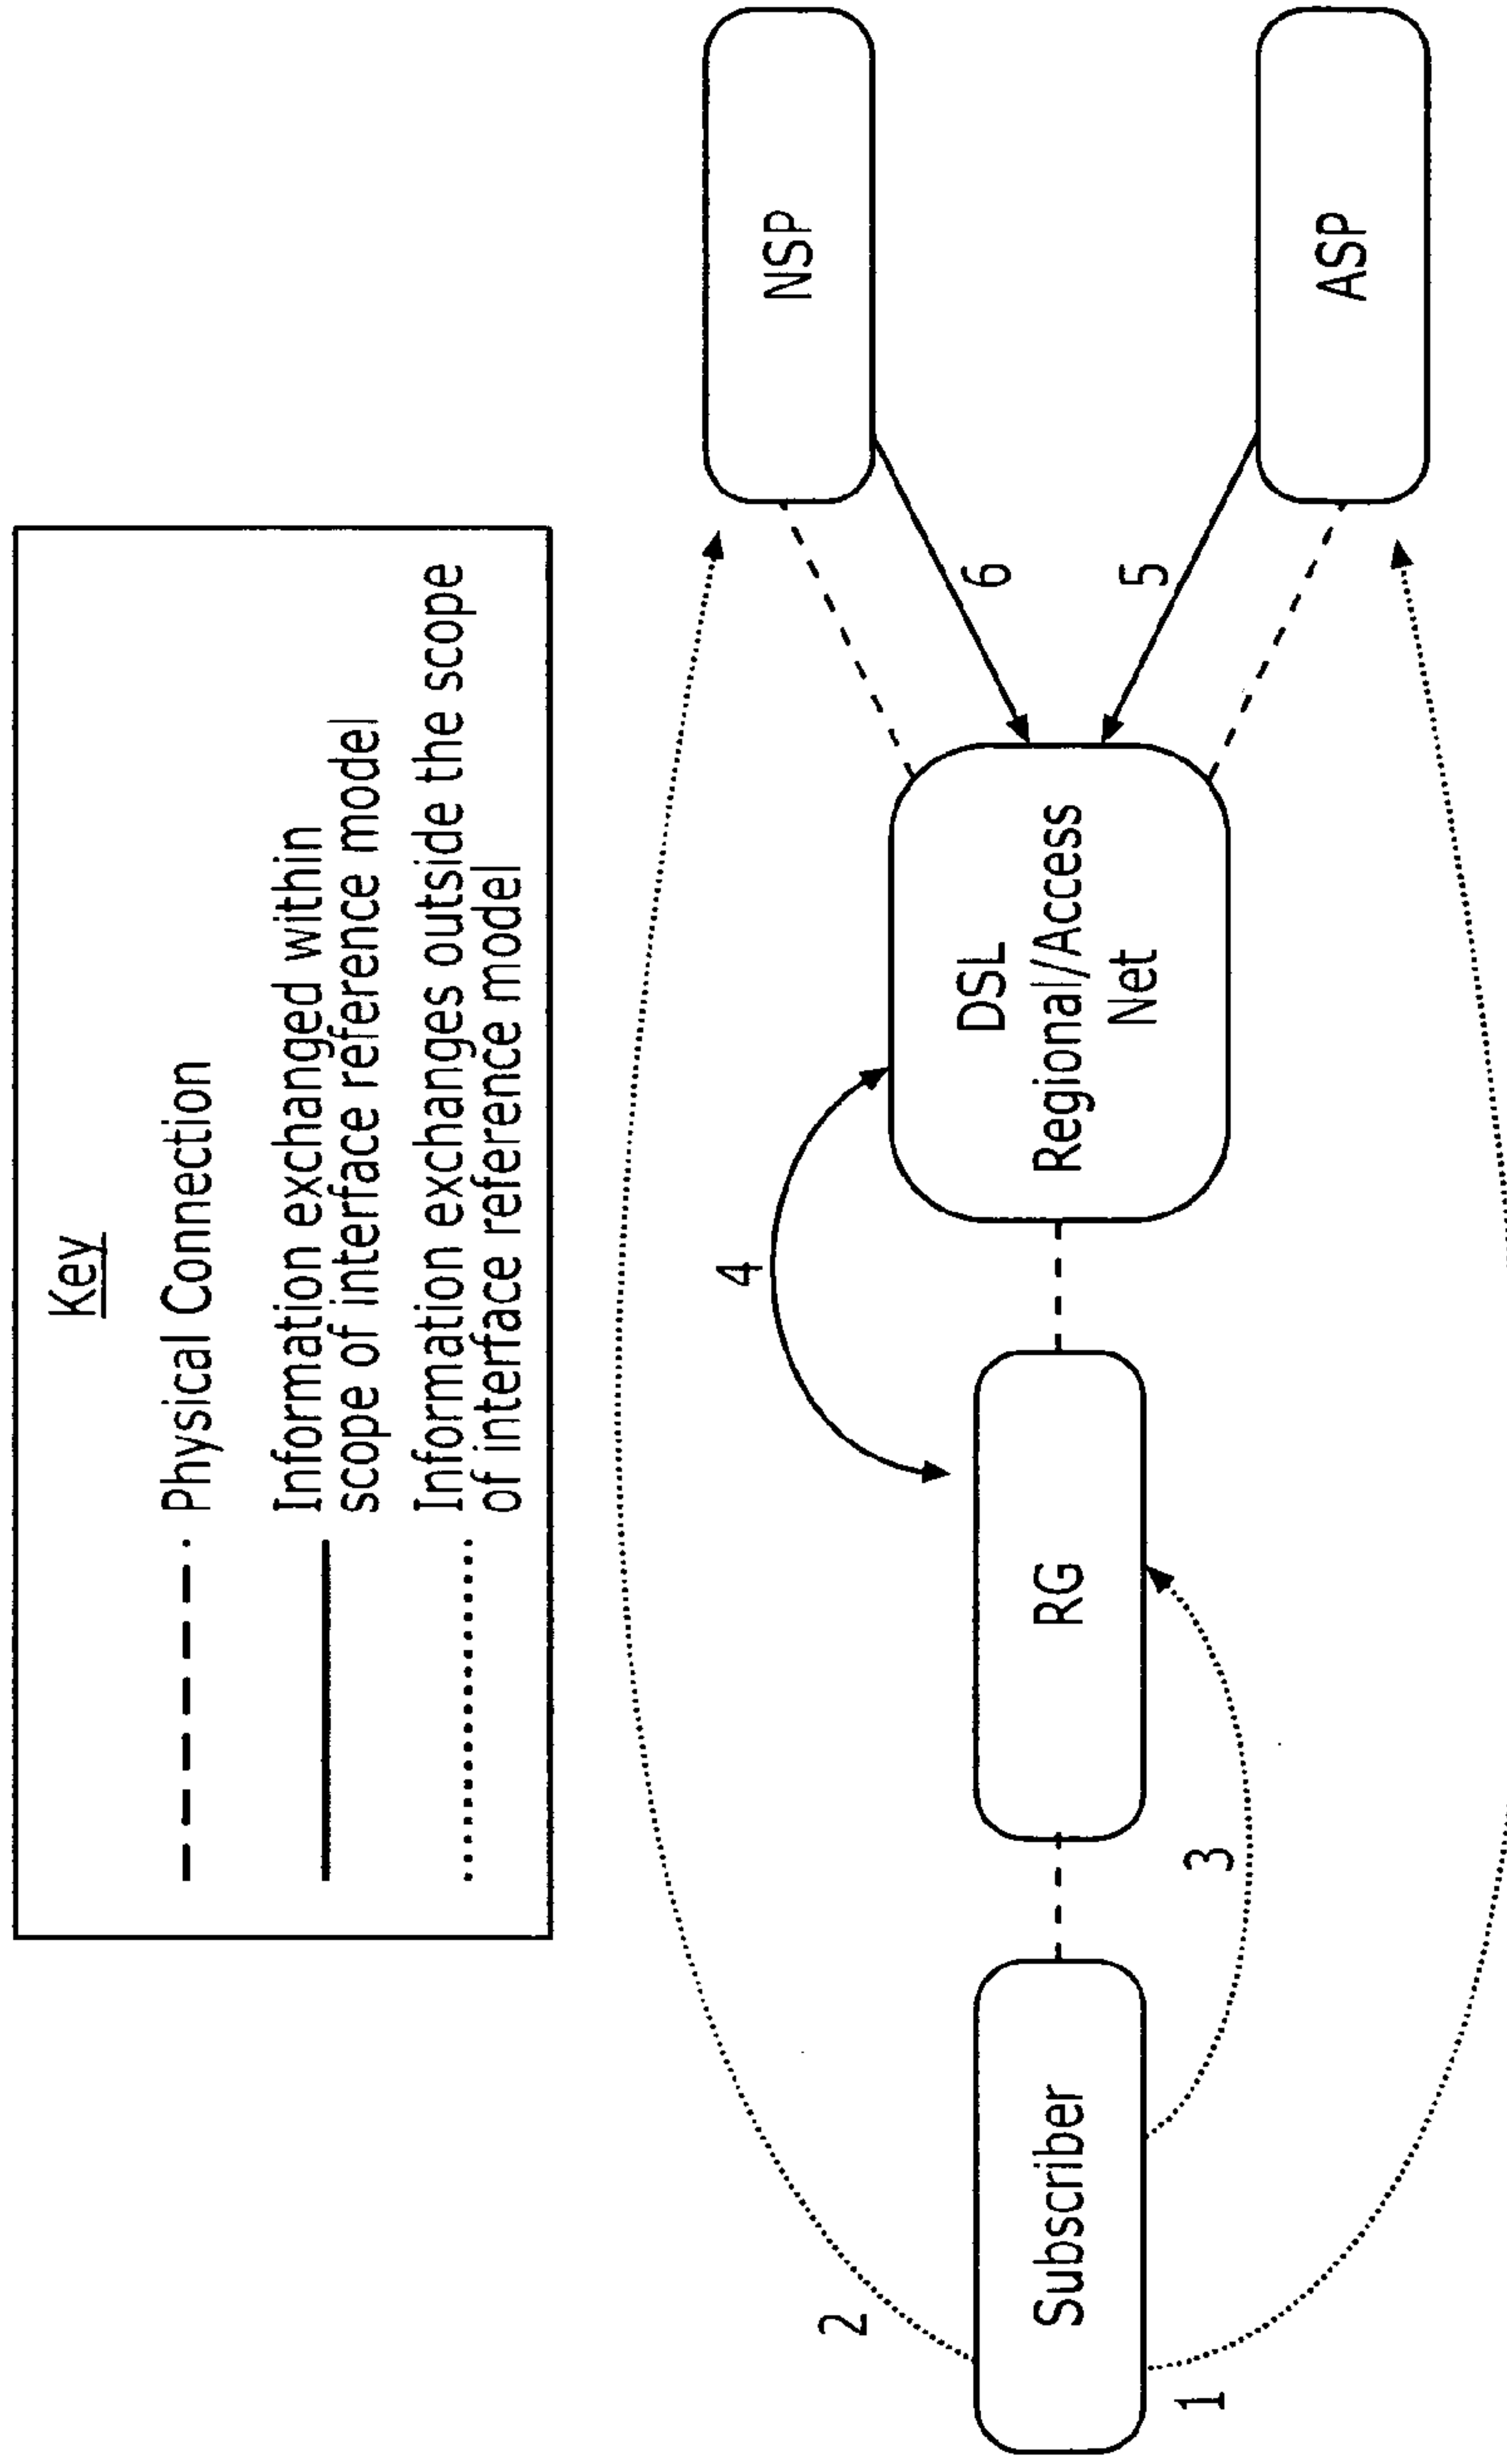 Key
Physical Connection
Information exchanged within
scope of interface reference model
Information exchanges outside the scope
of interface reference model
2
4
NSP
6
Subscriber
RG
DSL
Regional/Access
Net
5
3
1
ASP